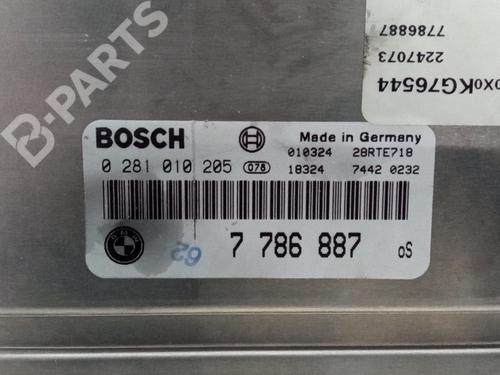 B-PARTS
7786887
2247073
0X0KG76544
BOSCH
Made in Germany
0 281 010 205 078
010324 28RTE718
18324 7442 0232
62
7 786 887 oS